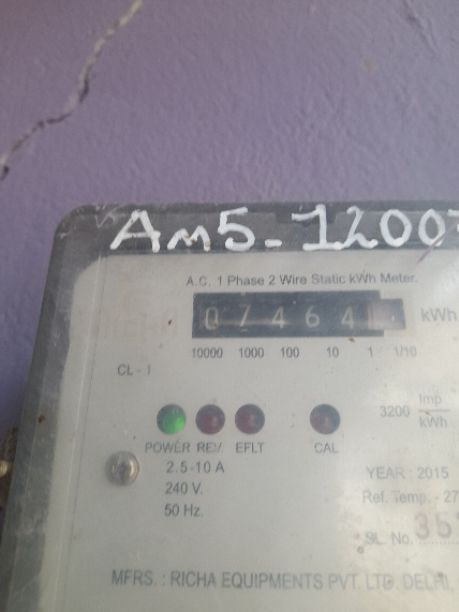 Am5-1200
A.C. 1 Phase 2 Wire Static kWh Meter.
07464 kWh
10000 1000 100 10 1 1/10
CL - I
3200 Imp/kWh
POWER REV. EFLT CAL
2.5-10 A
240 V.
50 Hz.
YEAR : 2015
Ref. Temp. - 27
SL. No. 35
MFRS. : RICHA EQUIPMENTS PVT. LTD. DELHI,